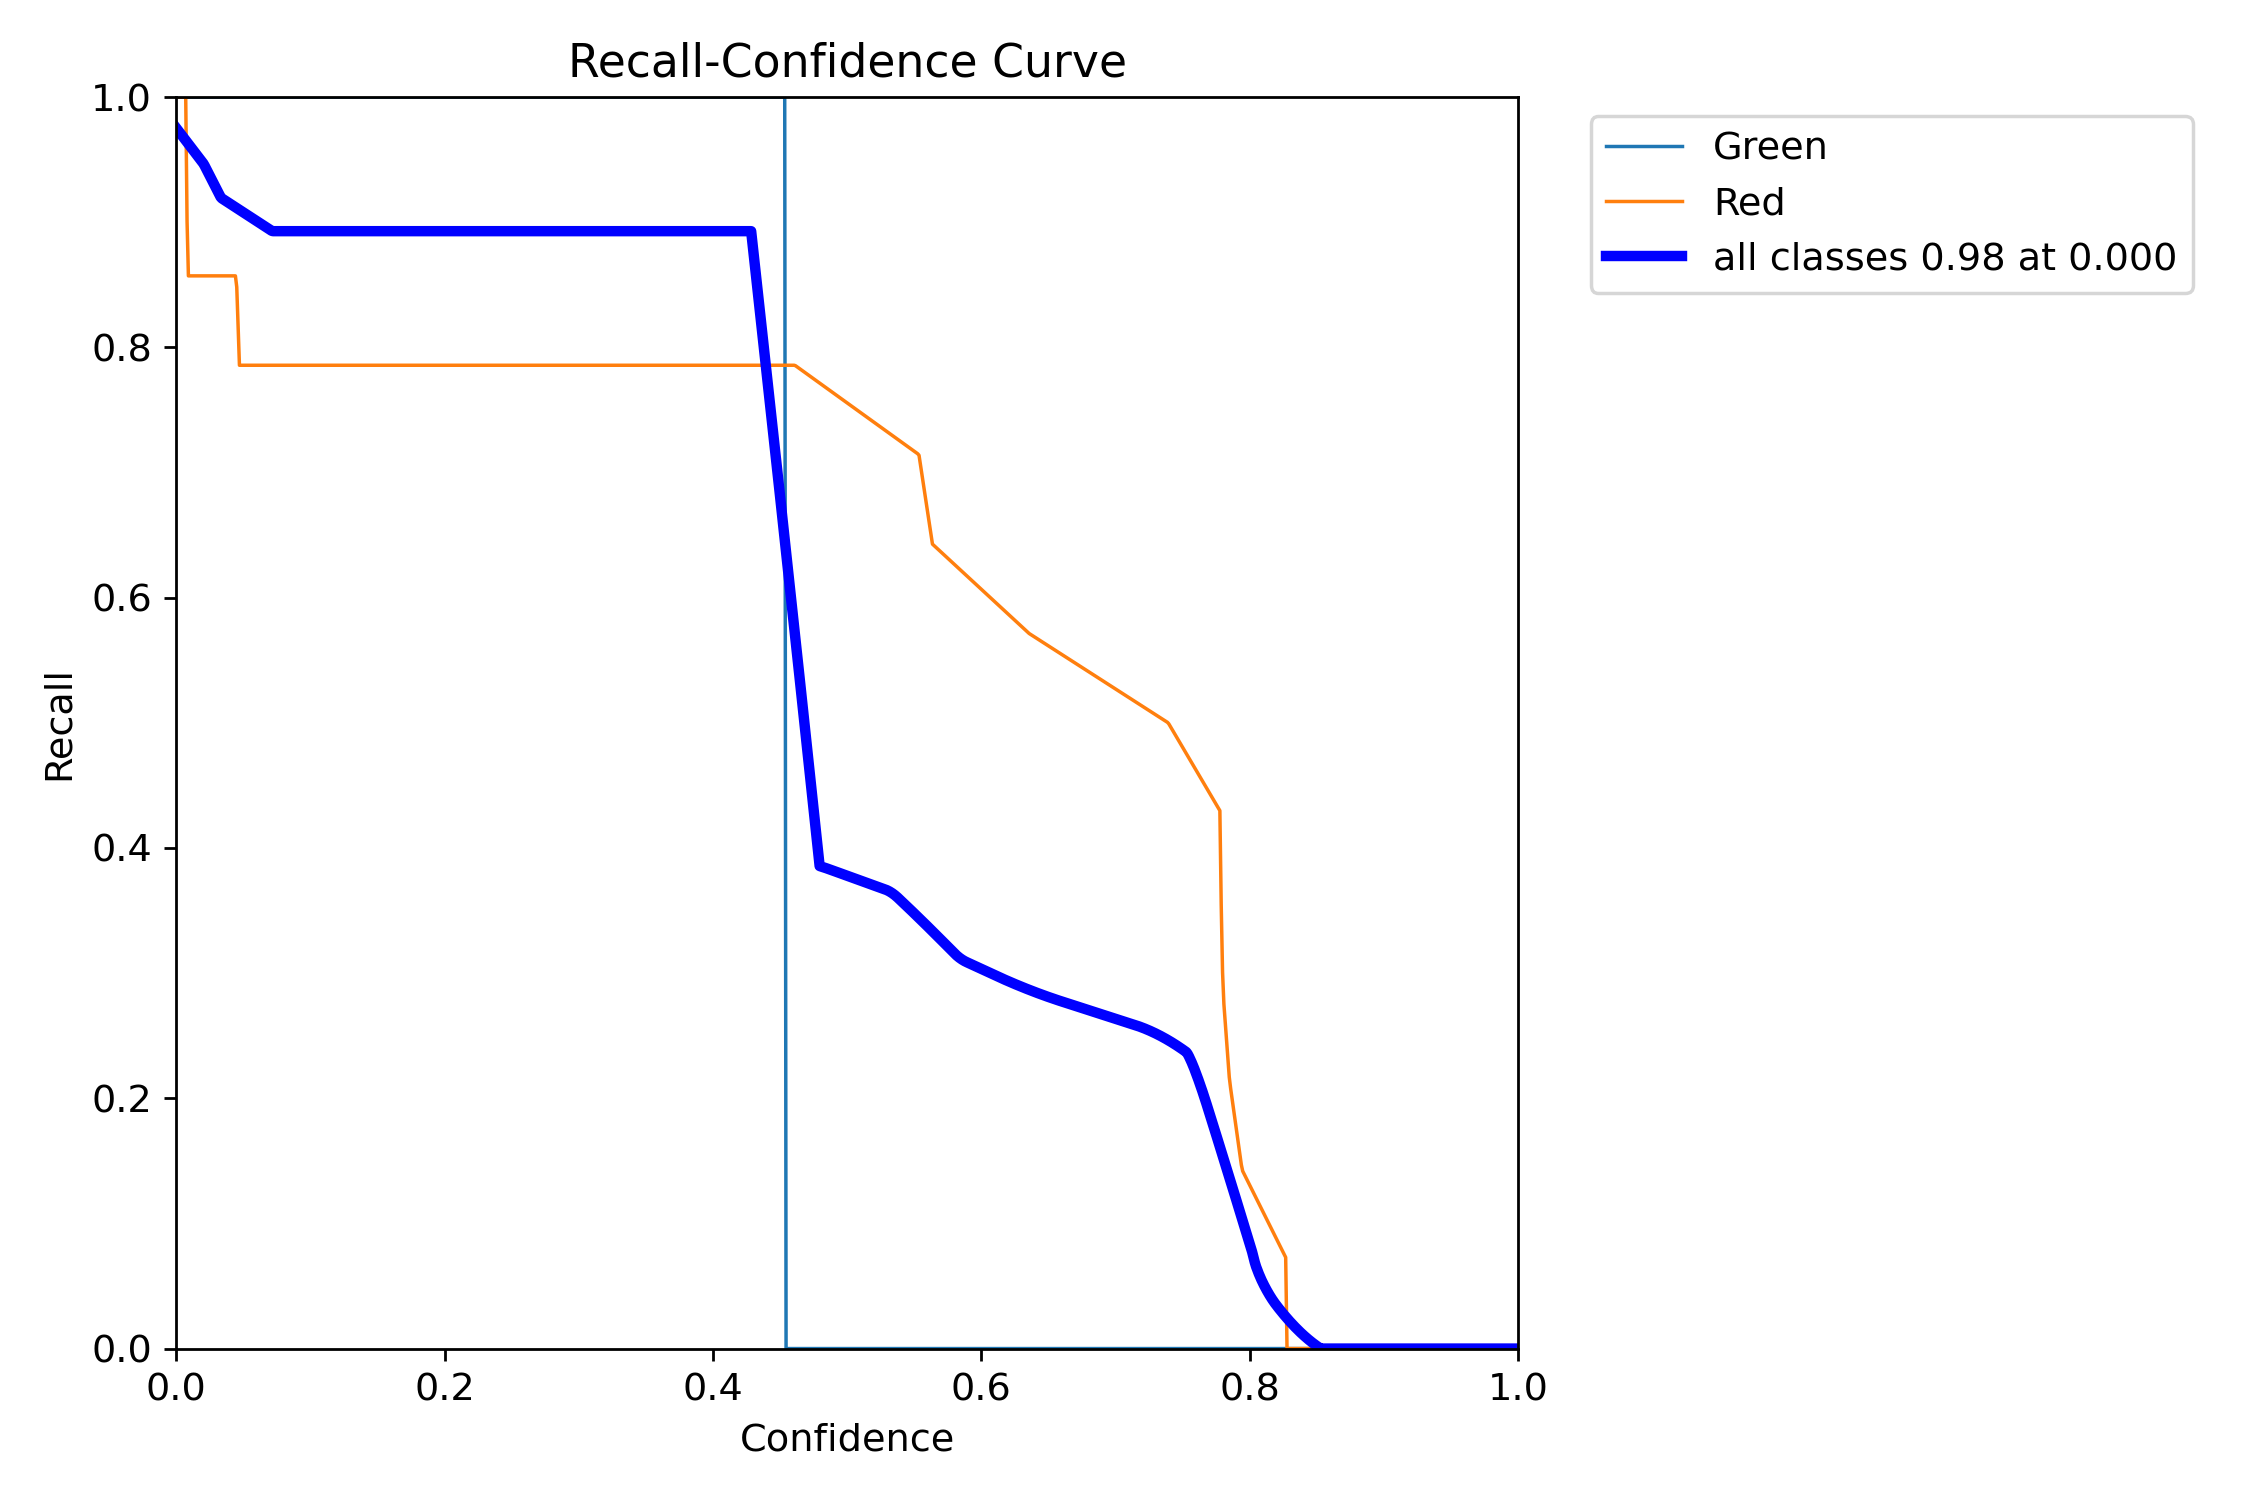 Recall-Confidence Curve
1.0
0.8
0.6
0.4
0.2
0.0
Recall
0.0 0.2 0.4 0.6 0.8 1.0
Confidence
Green
Red
all classes 0.98 at 0.000